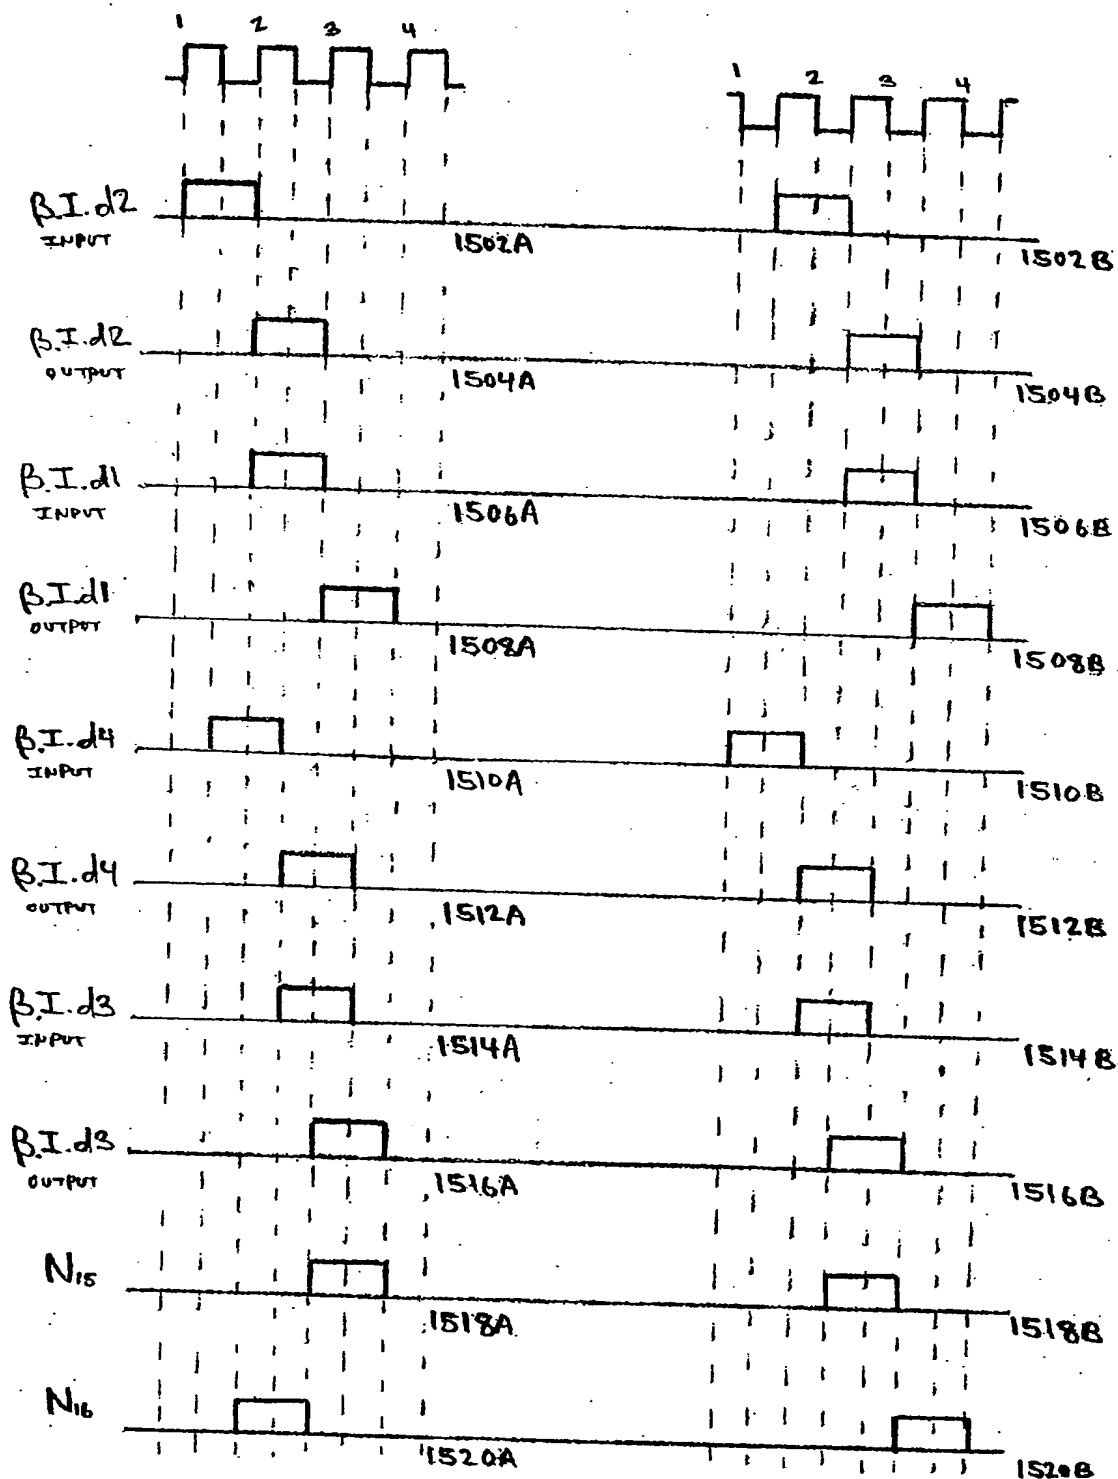 1 2 3 4
1 2 3 4
β.I.d2
INPUT
1502A
1502B
β.I.d2
OUTPUT
1504A
1504B
β.I.d1
INPUT
1506A
1506B
β.I.d1
OUTPUT
1508A
1508B
β.I.d4
INPUT
1510A
1510B
β.I.d4
OUTPUT
1512A
1512B
β.I.d3
INPUT
1514A
1514B
β.I.d3
OUTPUT
1516A
1516B
N15
1518A
1518B
N16
1520A
1520B